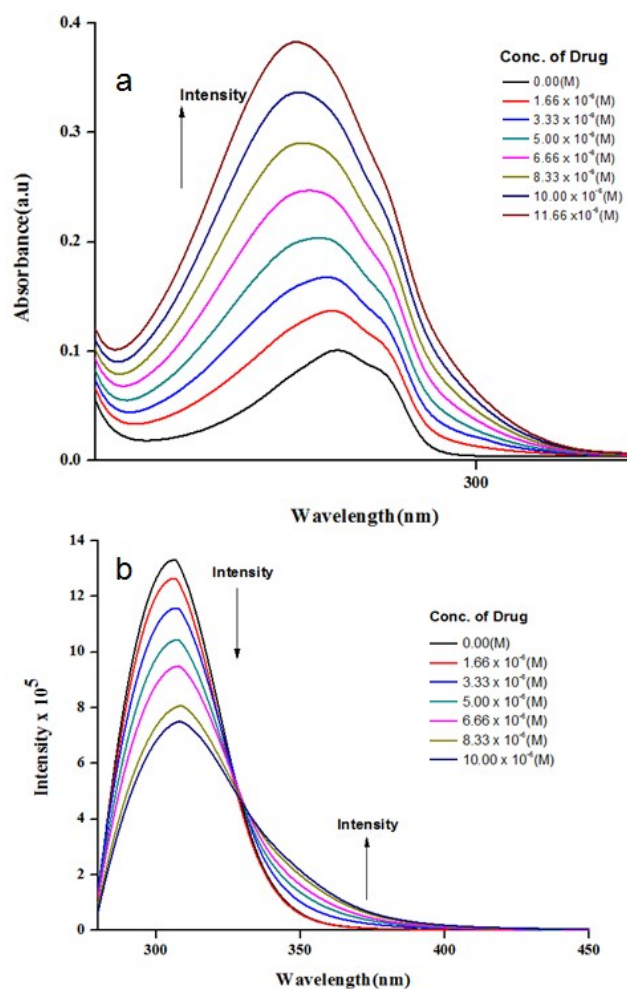 a
Intensity
Conc. of Drug
0.00(M)
1.66 x 10⁻⁶(M)
3.33 x 10⁻⁶(M)
5.00 x 10⁻⁶(M)
6.66 x 10⁻⁶(M)
8.33 x 10⁻⁶(M)
10.00 x 10⁻⁶(M)
11.66 x10⁻⁶(M)
0.4
0.3
0.2
0.1
0.0
Absorbance(a.u)
300
Wavelength(nm)
b
Intensity
Conc. of Drug
0.00(M)
1.66 x 10⁻⁶(M)
3.33 x 10⁻⁶(M)
5.00 x 10⁻⁶(M)
6.66 x 10⁻⁶(M)
8.33 x 10⁻⁶(M)
10.00 x 10⁻⁶(M)
Intensity
14
12
10
8
6
4
2
0
Intensity x 10⁵
300
350
400
450
Wavelength(nm)